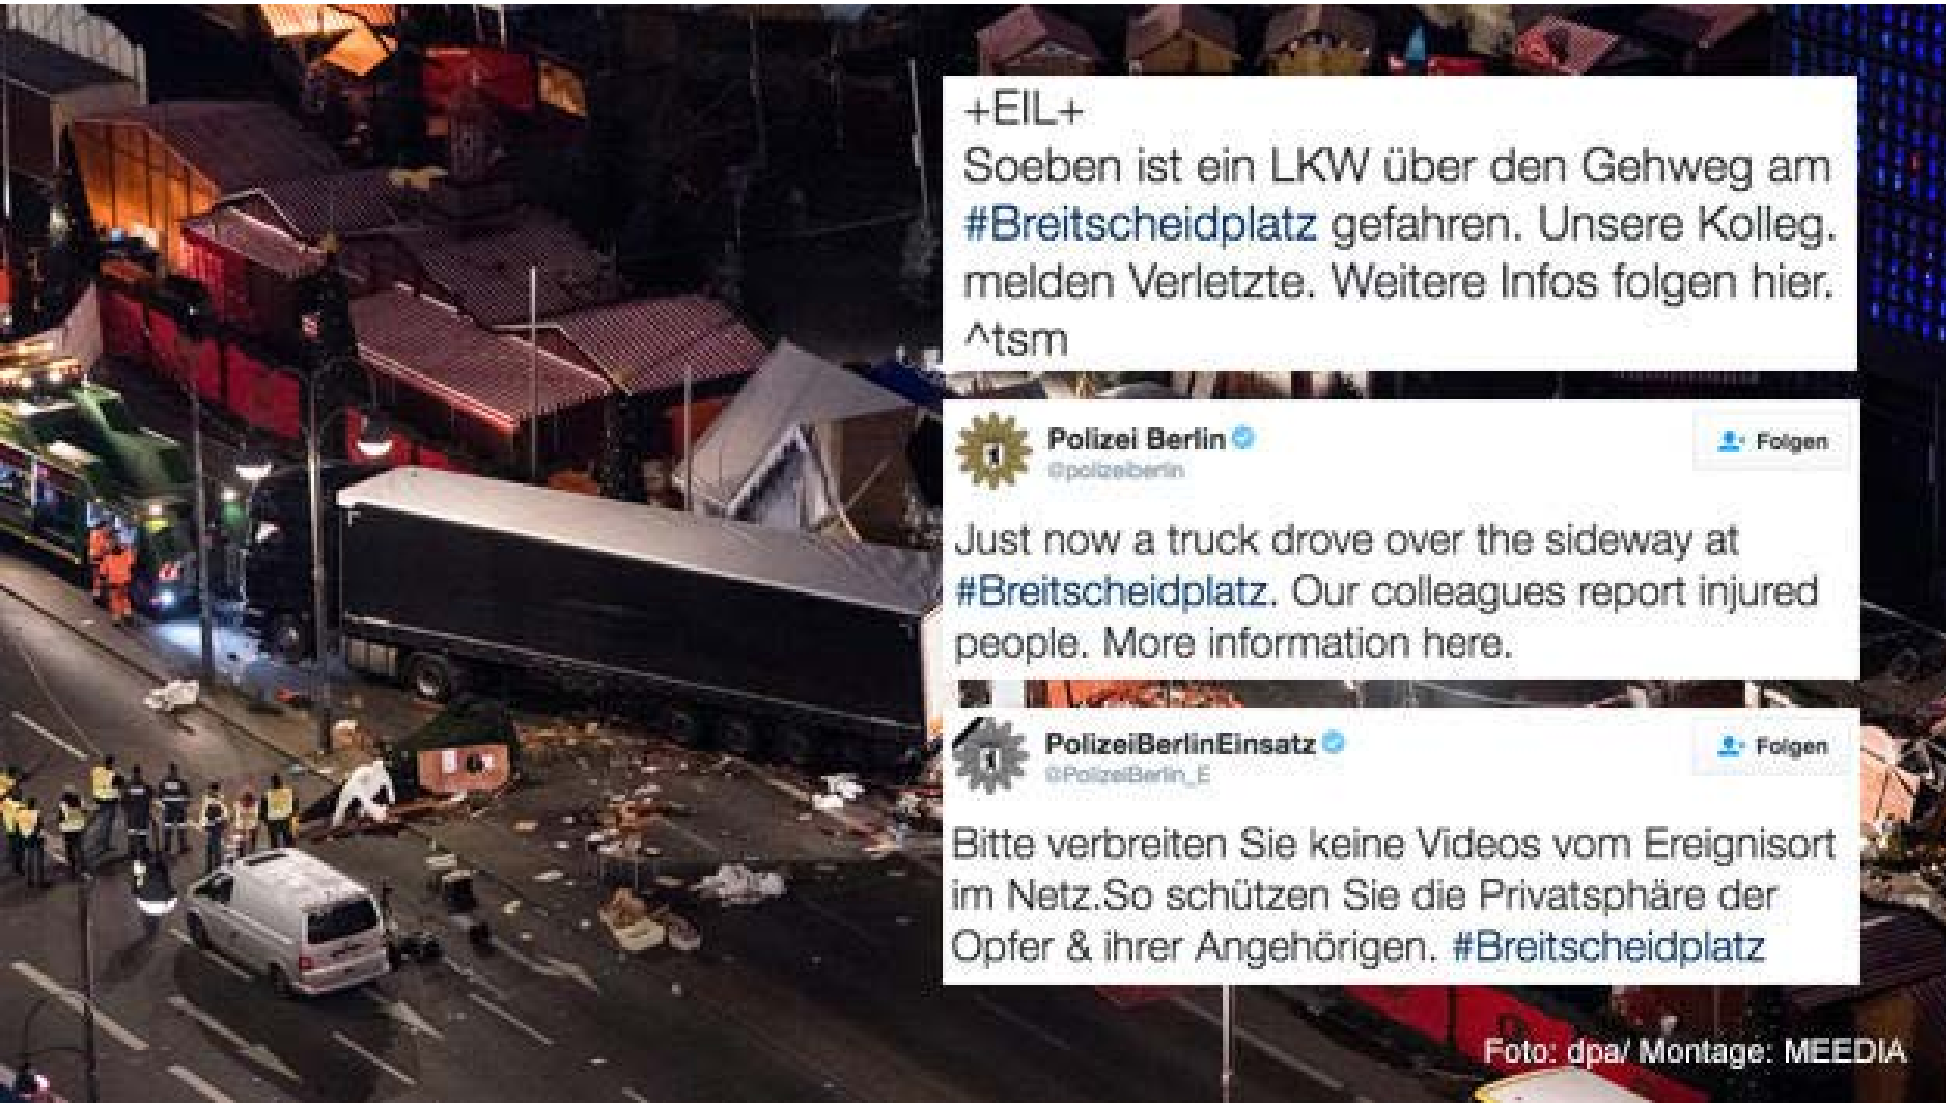 +EIL+
Soeben ist ein LKW über den Gehweg am
#Breitscheidplatz gefahren. Unsere Kolleg.
melden Verletzte. Weitere Infos folgen hier.
^tsm
Polizei Berlin
@polizeiberlin
Folgen
Just now a truck drove over the sideway at
#Breitscheidplatz. Our colleagues report injured
people. More information here.
PolizeiBerlinEinsatz
@PolizeiBerlin_E
Folgen
Bitte verbreiten Sie keine Videos vom Ereignisort
im Netz.So schützen Sie die Privatsphäre der
Opfer & ihrer Angehörigen. #Breitscheidplatz
Foto: dpa/ Montage: MEEDIA